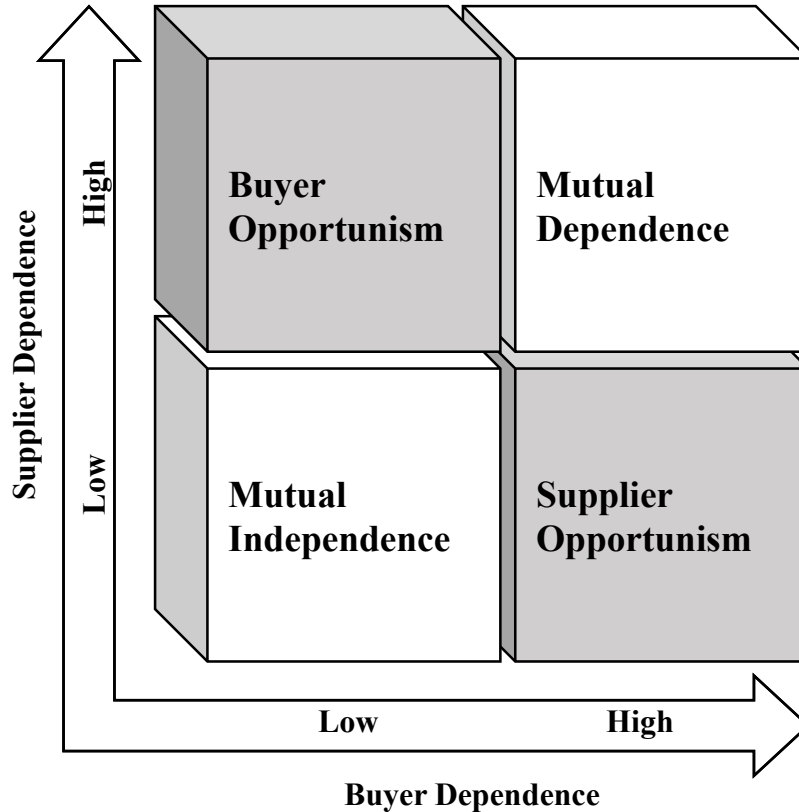 Buyer
Opportunism
Mutual
Dependence
High
Supplier Dependence
Low
Mutual
Independence
Supplier
Opportunism
Low
High
Buyer Dependence